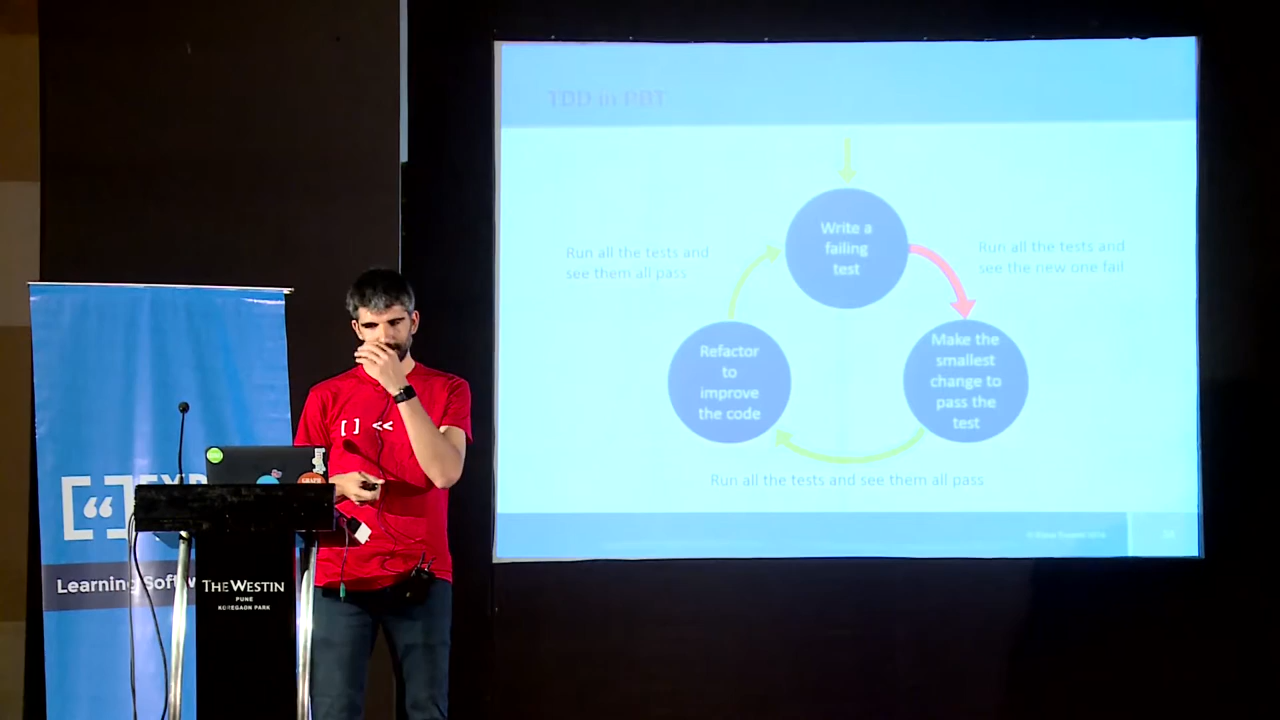 TDD in PBT
Write a
failing
test
Run all the tests and
see them all pass
Run all the tests and
see the new one fail
Refactor
to
improve
the code
Make the
smallest
change to
pass the
test
Run all the tests and see them all pass
[ ] <<
Learning
THE WESTIN
PUNE
KOREGAON PARK